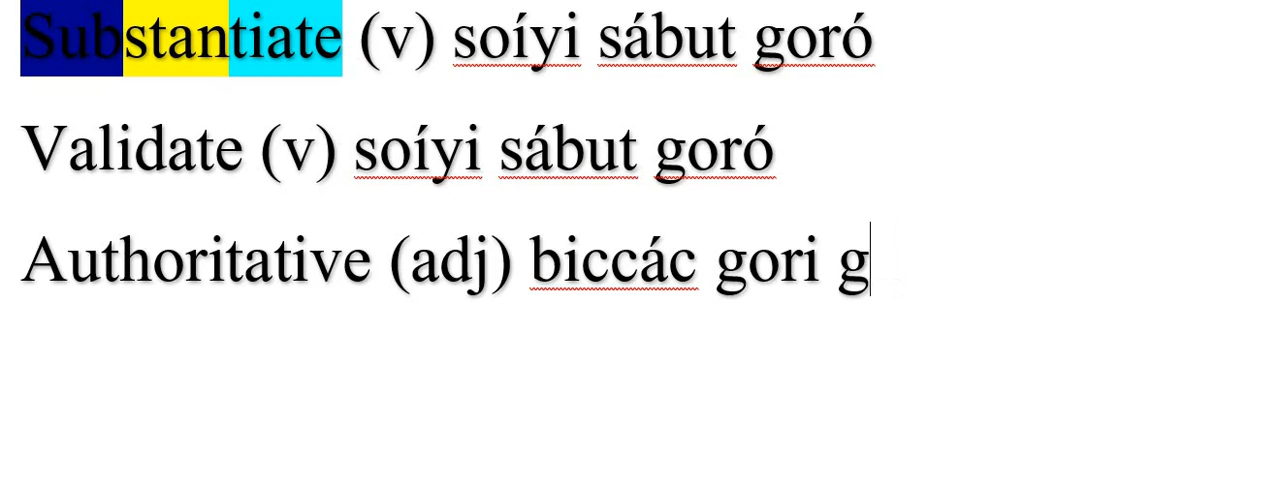 Substantiate (v) soíyi sábut goró
Validate (v) soíyi sábut goró
Authoritative (adj) biccác gori g